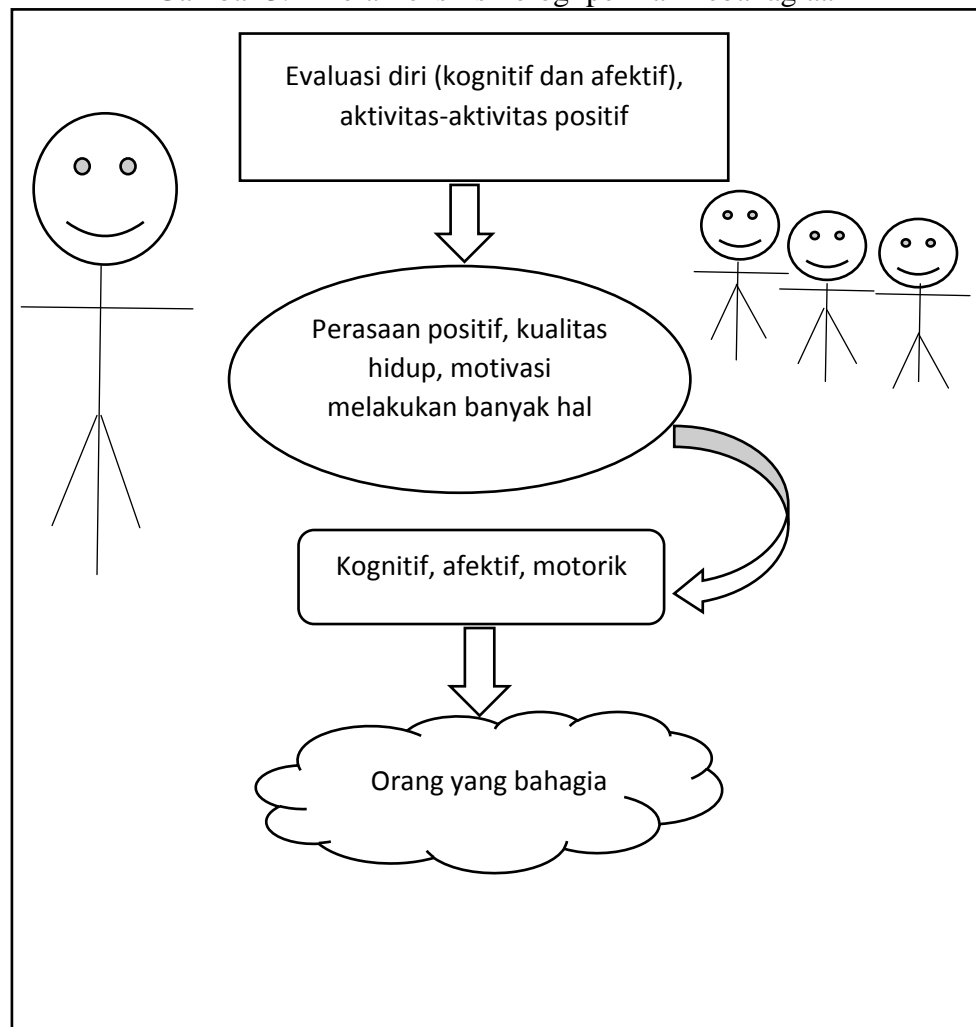 Evaluasi diri (kognitif dan afektif),
aktivitas-aktivitas positif
Perasaan positif, kualitas
hidup, motivasi
melakukan banyak hal
Kognitif, afektif, motorik
Orang yang bahagia